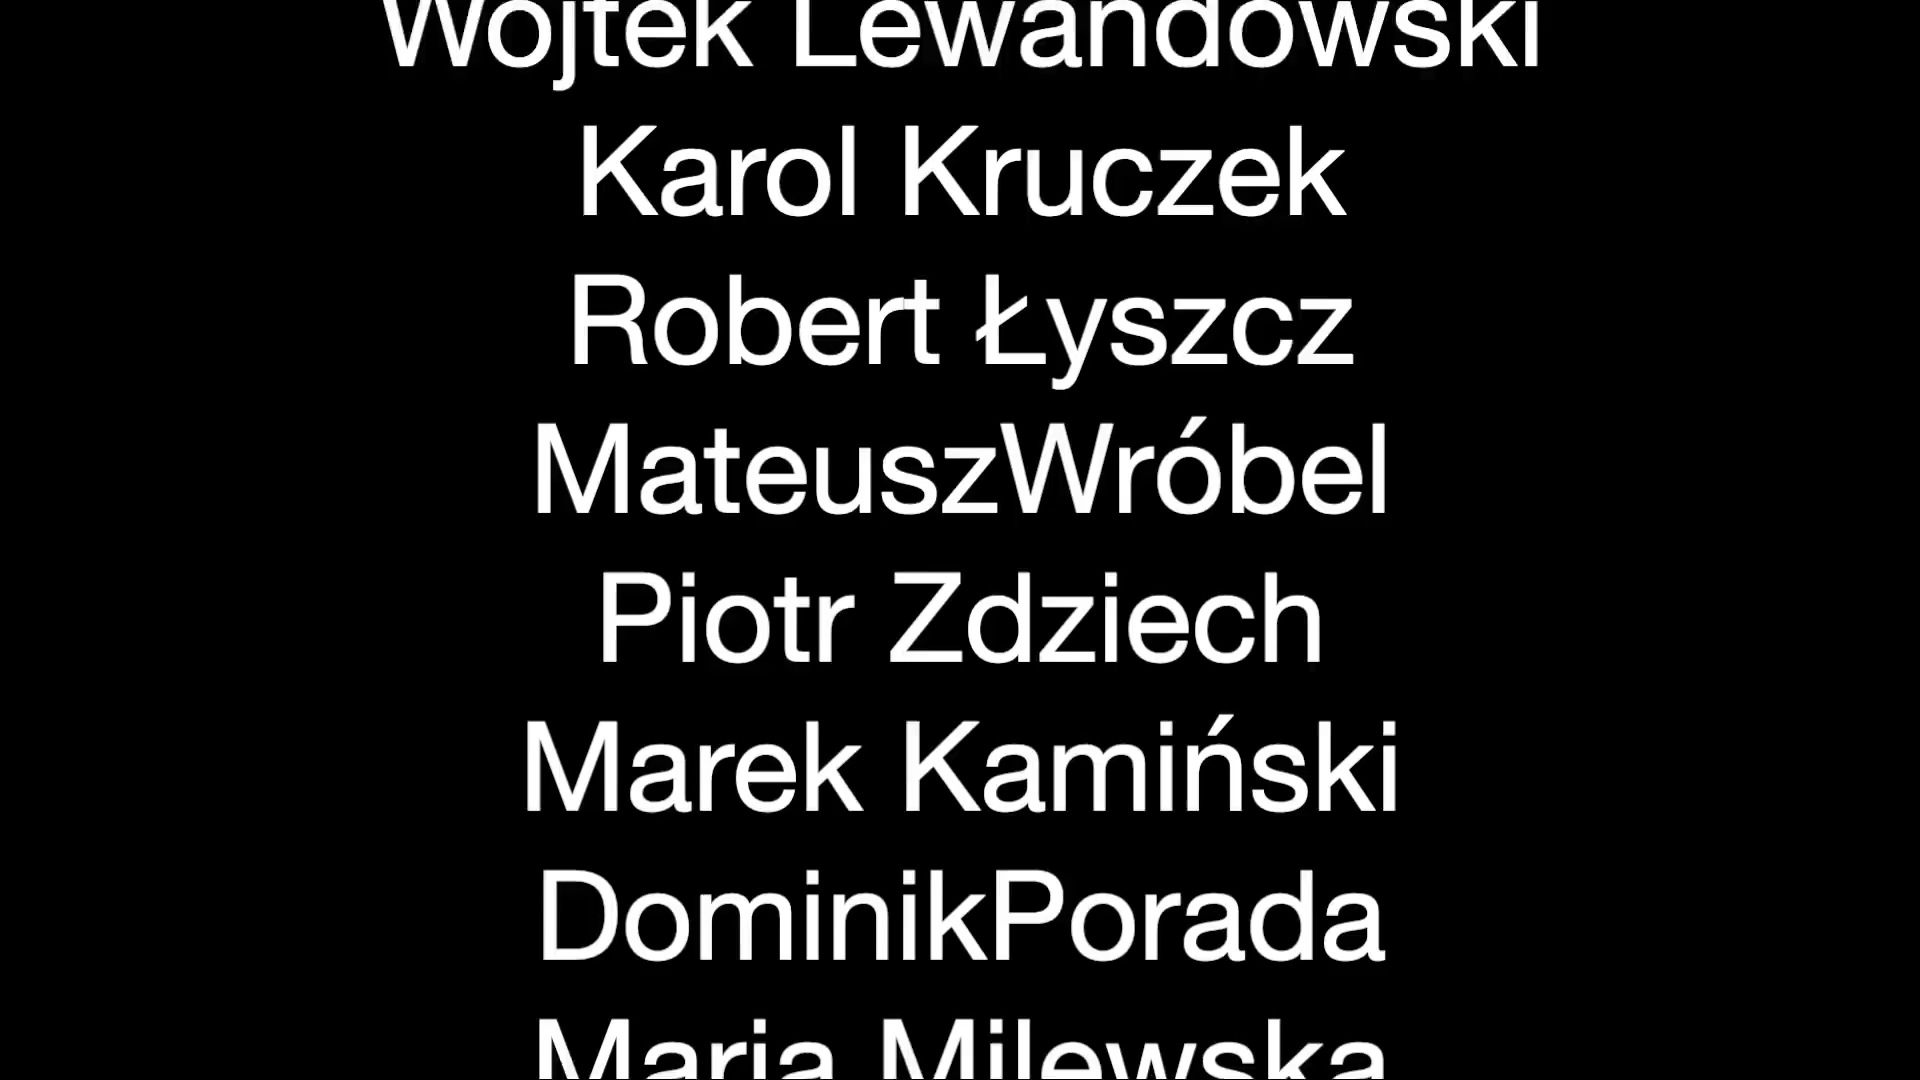 Wojtek Lewandowski
Karol Kruczek
Robert Łyszcz
MateuszWróbel
Piotr Zdziech
Marek Kamiński
DominikPorada
Maria Milewska